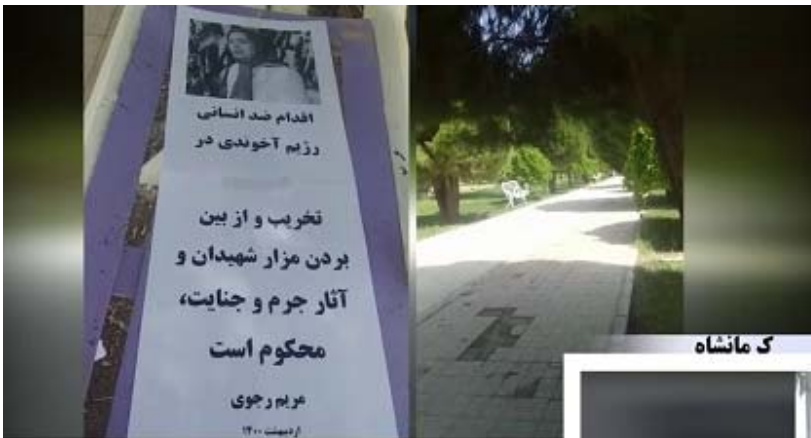 اقدام ضد انسانی
رژیم آخوندی در
تخریب و از بین
بردن مزار شهیدان و
آثار جرم و جنایت،
محکوم است
مریم رجوی
اردیبهشت ۱۴۰۰
ک مانشاه